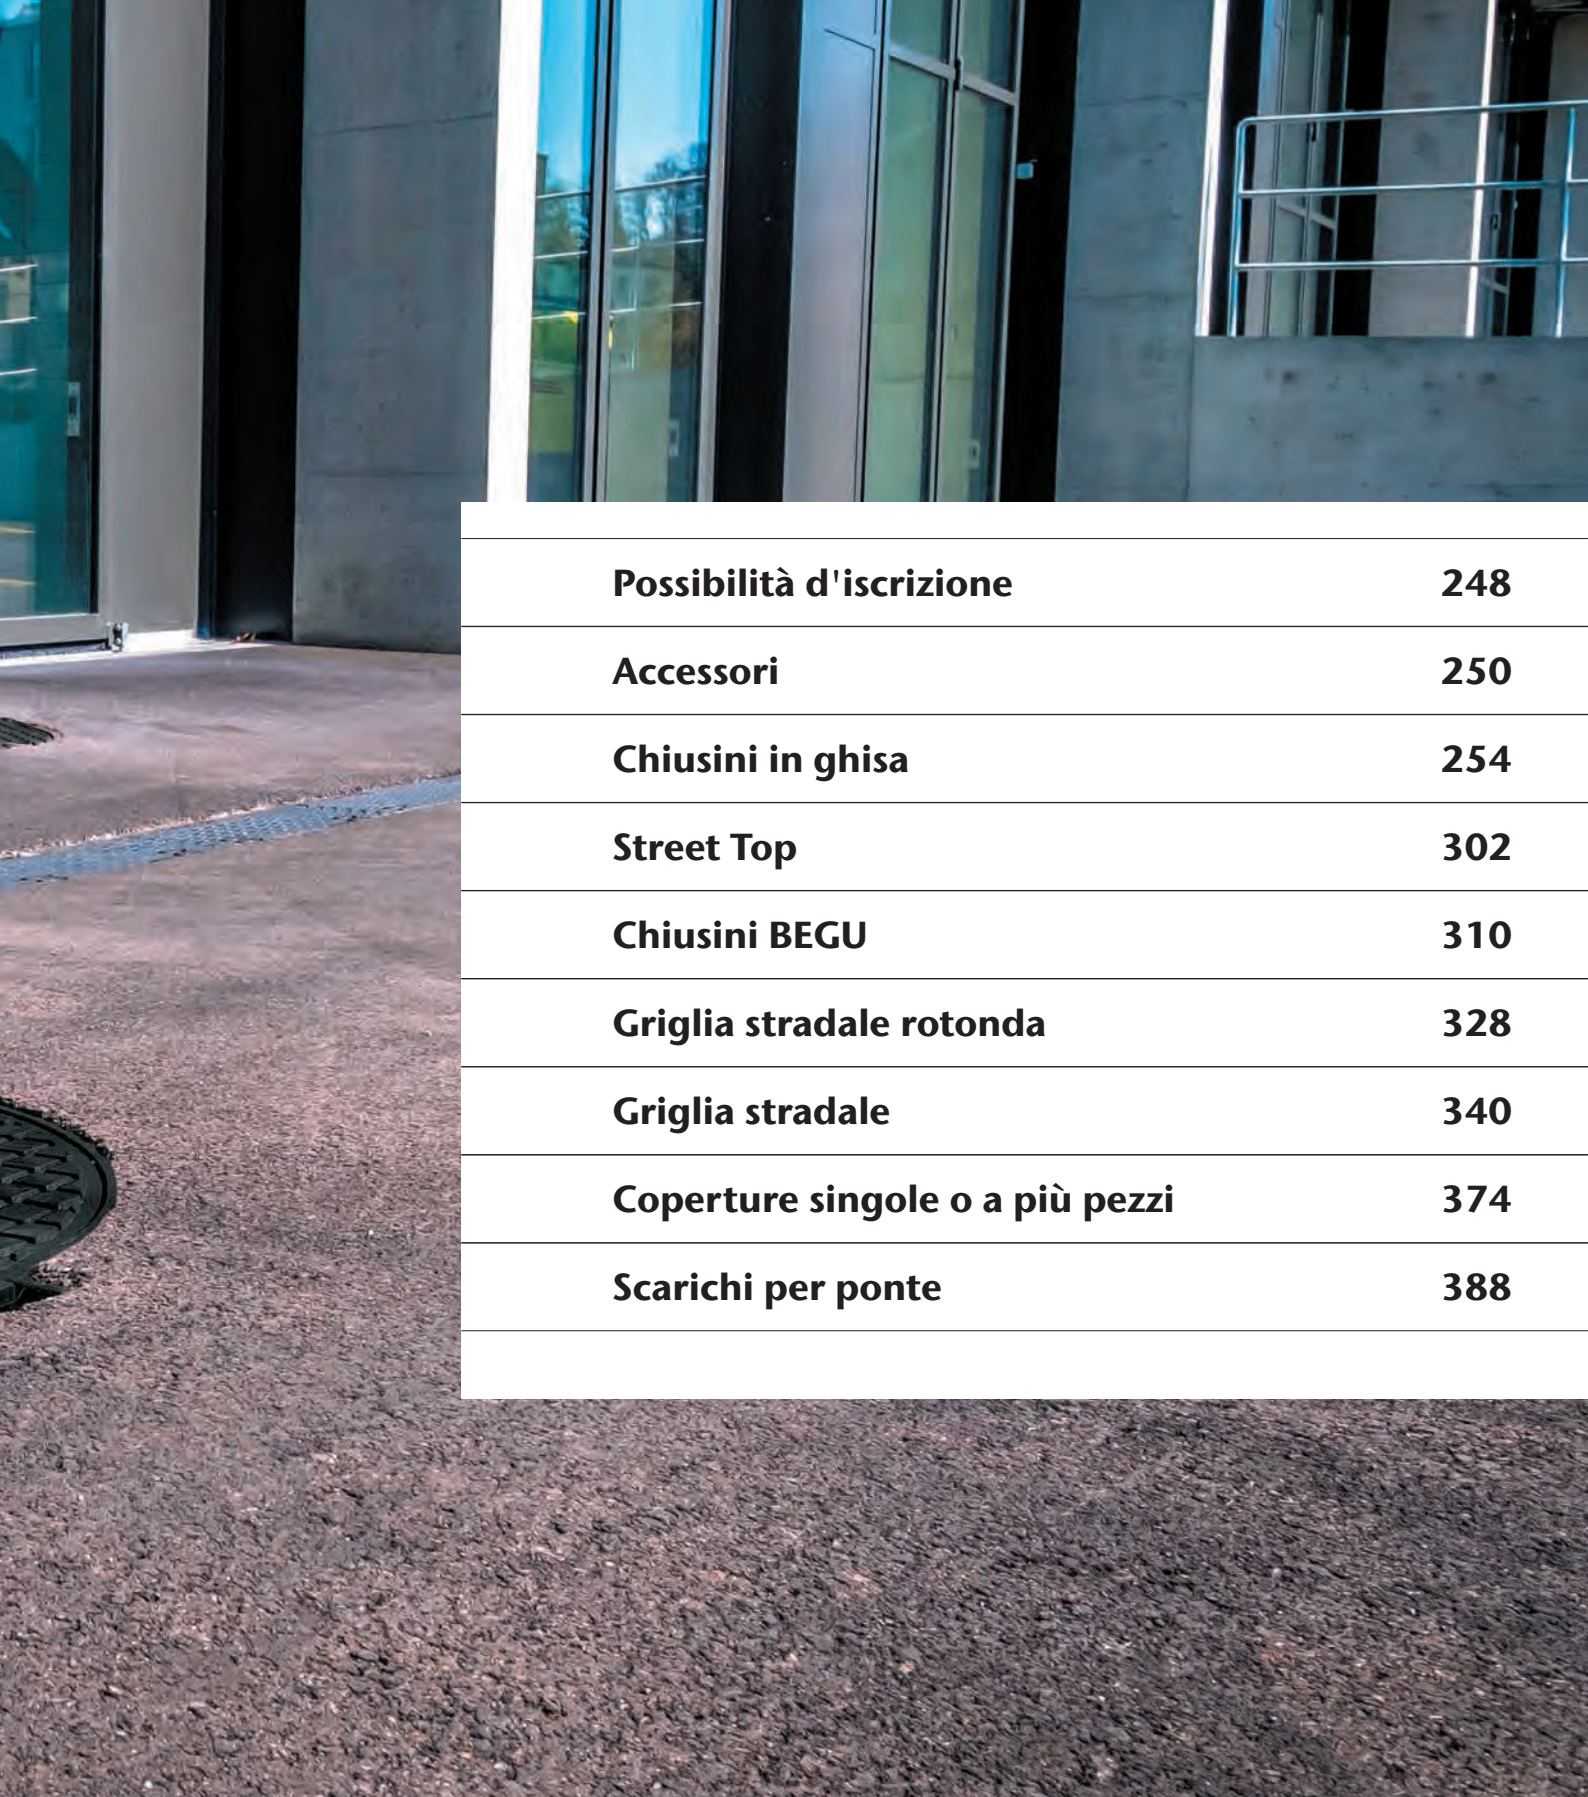 Possibilità d'iscrizione 248
Accessori 250
Chiusini in ghisa 254
Street Top 302
Chiusini BEGU 310
Griglia stradale rotonda 328
Griglia stradale 340
Coperture singole o a più pezzi 374
Scarichi per ponte 388